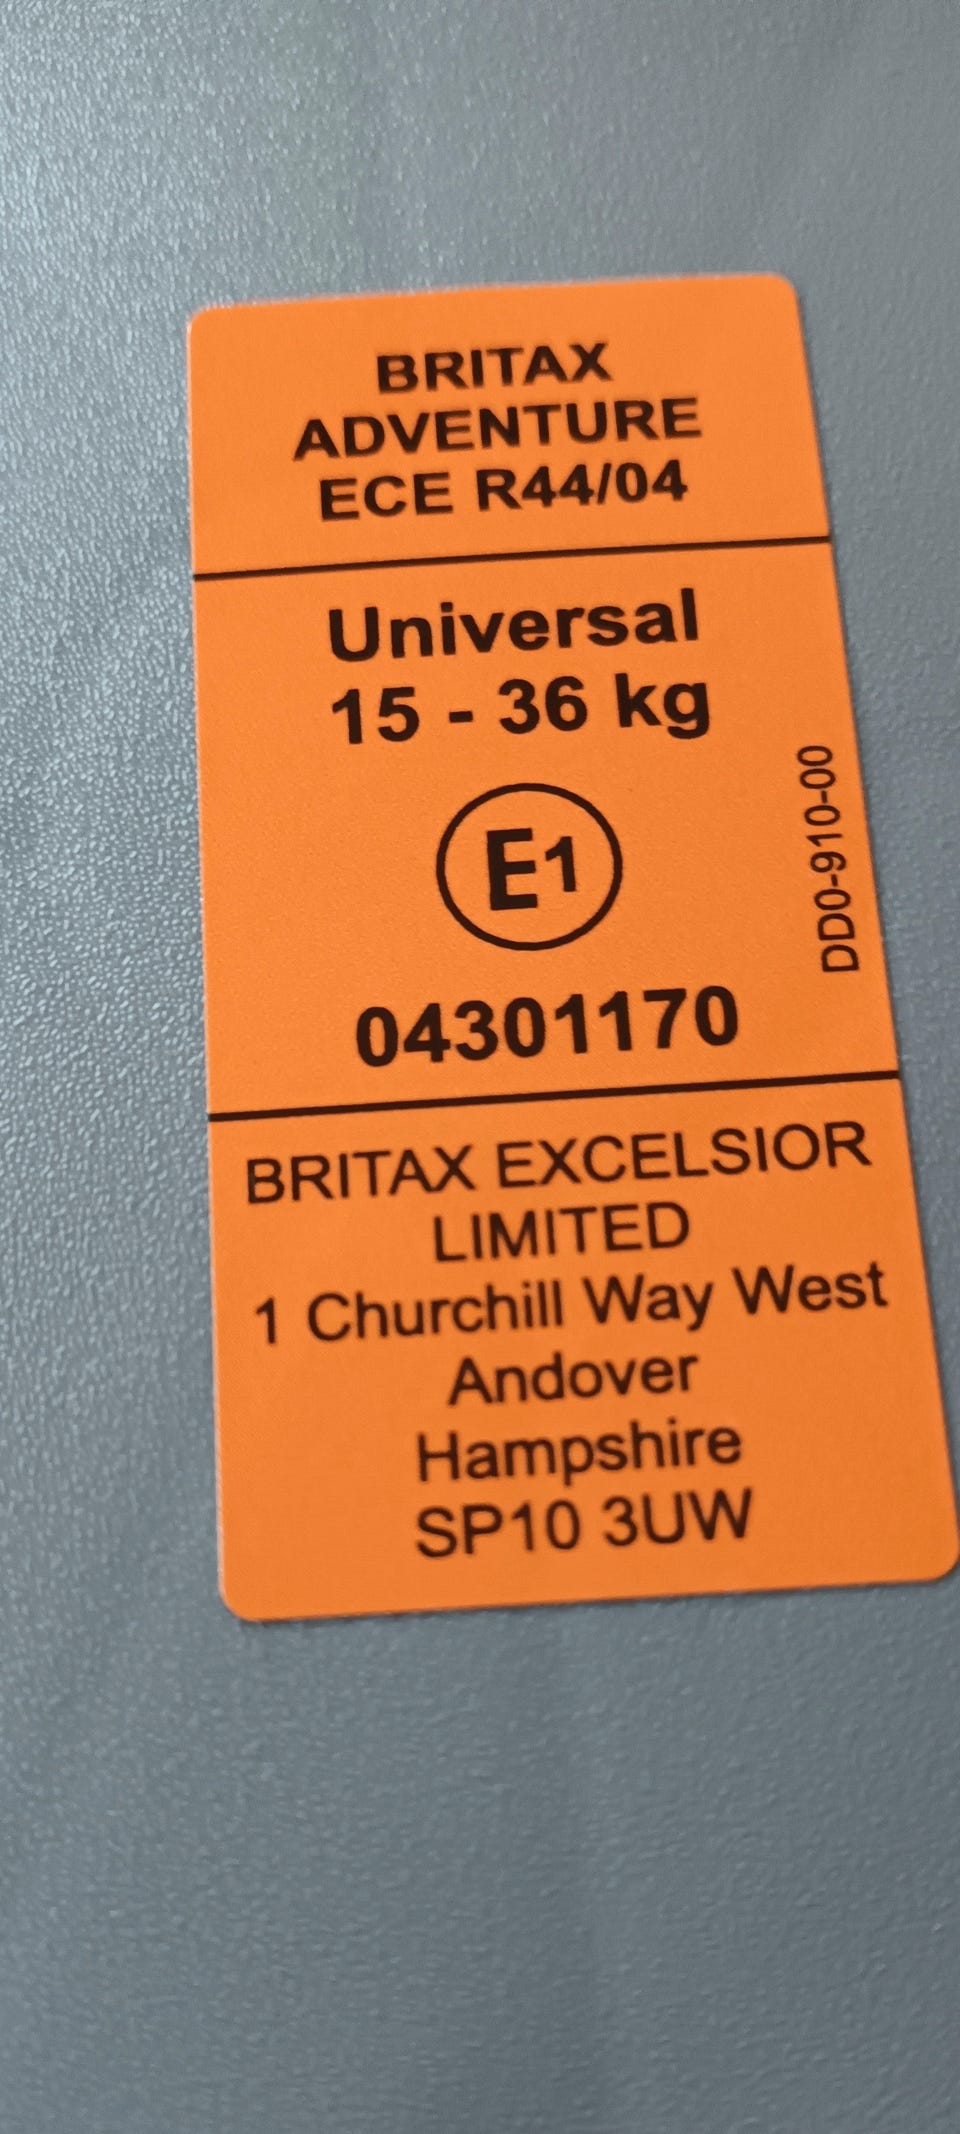 BRITAX
ADVENTURE
ECE R44/04
Universal
15 - 36 kg
E1
04301170
DD0-910-00
BRITAX EXCELSIOR
LIMITED
1 Churchill Way West
Andover
Hampshire
SP10 3UW